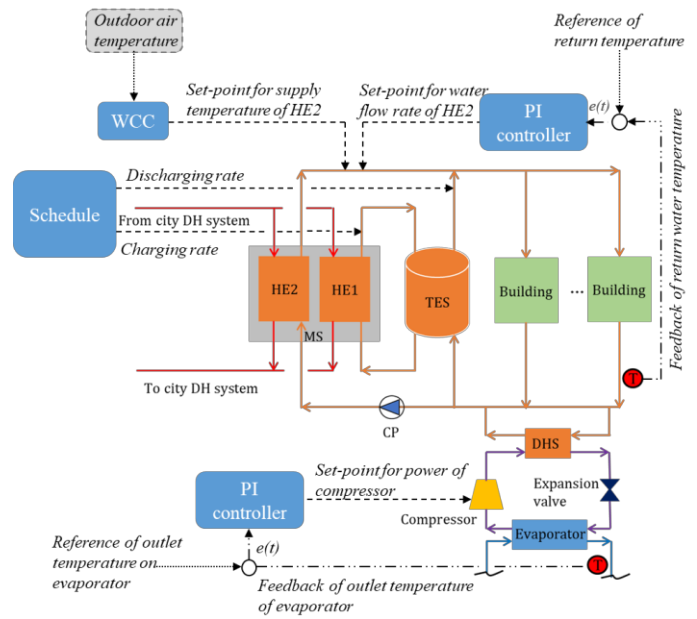 Outdoor air
temperature
Reference of
return temperature
Set-point for supply
temperature of HE2
Set-point for water
flow rate of HE2
WCC
PI
controller
e(t)
Discharging rate
Schedule
From city DH system
Charging rate
HE2
HE1
MS
TES
Building
...
Building
Feedback of return water temperature
T
To city DH system
CP
DHS
Set-point for power of
compressor
PI
controller
Compressor
Expansion
valve
Evaporator
Reference of outlet
temperature on
evaporator
e(t)
Feedback of outlet temperature
of evaporator
T